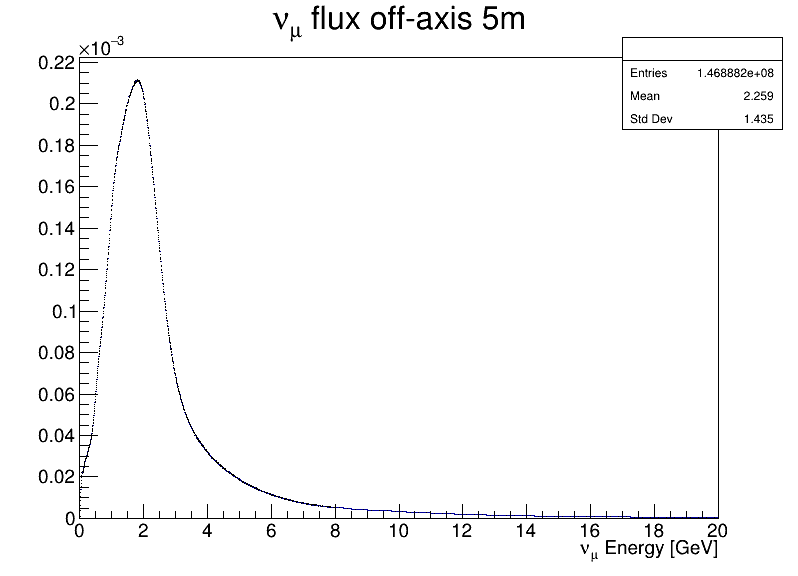 ν_μ flux off-axis 5m
×10⁻³
Entries 1.468882e+08
Mean 2.259
Std Dev 1.435
0.22
0.2
0.18
0.16
0.14
0.12
0.1
0.08
0.06
0.04
0.02
0
0 2 4 6 8 10 12 14 16 18 20
ν_μ Energy [GeV]